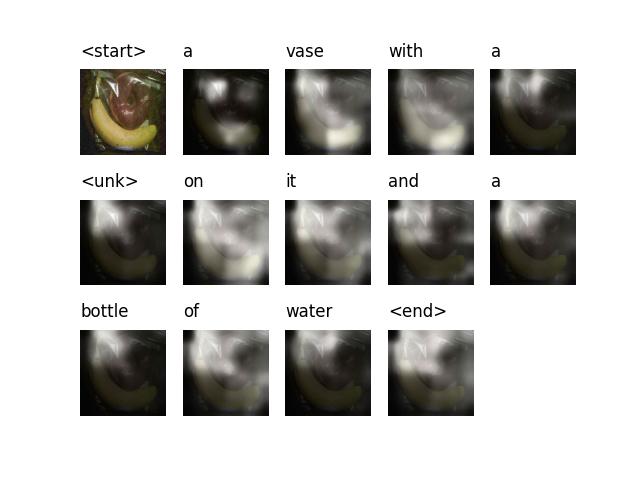 <start> a vase with a
<unk> on it and a
bottle of water <end>